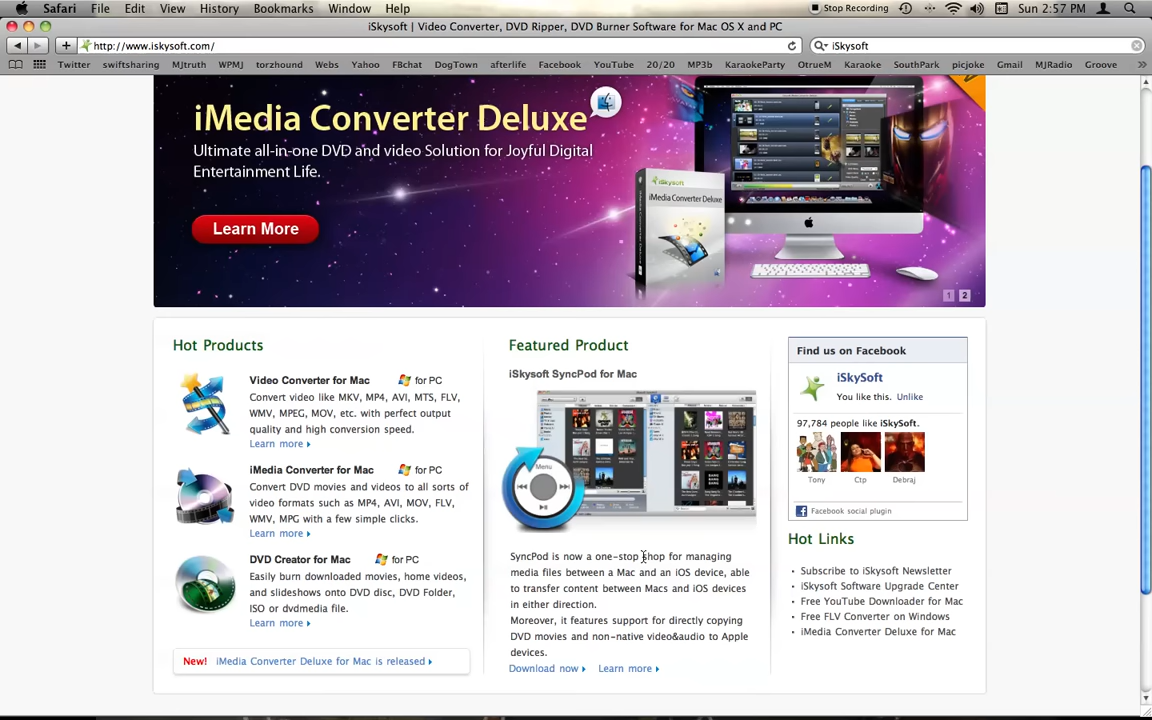 Safari File Edit View History Bookmarks Window Help Stop Recording Sun 2:57 PM
iSkysoft | Video Converter, DVD Ripper, DVD Burner Software for Mac OS X and PC
http://www.iskysoft.com/ iSkysoft
Twitter swiftsharing MJtruth WPMJ torzhound Webs Yahoo FBchat DogTown afterlife Facebook YouTube 20/20 MP3b KaraokeParty OtrueM Karaoke SouthPark picjoke Gmail MJRadio Groove
iMedia Converter Deluxe
Ultimate all-in-one DVD and video Solution for Joyful Digital
Entertainment Life.
Learn More
iSkysoft
iMedia Converter Deluxe
1 2
Hot Products
Video Converter for Mac for PC
Convert video like MKV, MP4, AVI, MTS, FLV,
WMV, MPEG, MOV, etc. with perfect output
quality and high conversion speed.
Learn more
iMedia Converter for Mac for PC
Convert DVD movies and videos to all sorts of
video formats such as MP4, AVI, MOV, FLV,
WMV, MPG with a few simple clicks.
Learn more
DVD Creator for Mac for PC
Easily burn downloaded movies, home videos,
and slideshows onto DVD disc, DVD Folder,
ISO or dvdmedia file.
Learn more
New! iMedia Converter Deluxe for Mac is released
Featured Product
iSkysoft SyncPod for Mac
Menu
SyncPod is now a one-stop shop for managing
media files between a Mac and an iOS device, able
to transfer content between Macs and iOS devices
in either direction.
Moreover, it features support for directly copying
DVD movies and non-native video&audio to Apple
devices.
Download now Learn more
Find us on Facebook
iSkySoft
You like this. Unlike
97,784 people like iSkySoft.
Tony Ctp Debraj
Facebook social plugin
Hot Links
• Subscribe to iSkysoft Newsletter
• iSkysoft Software Upgrade Center
• Free YouTube Downloader for Mac
• Free FLV Converter on Windows
• iMedia Converter Deluxe for Mac